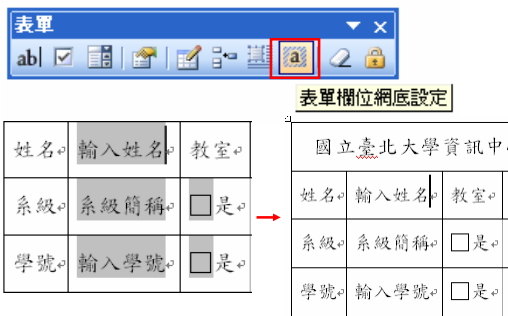 表單
ab
a
表單欄位網底設定
姓名 輸入姓名 教室
系級 系級簡稱 是
學號 輸入學號 是
國立臺北大學資訊中
姓名 輸入姓名 教室
系級 系級簡稱 是
學號 輸入學號 是